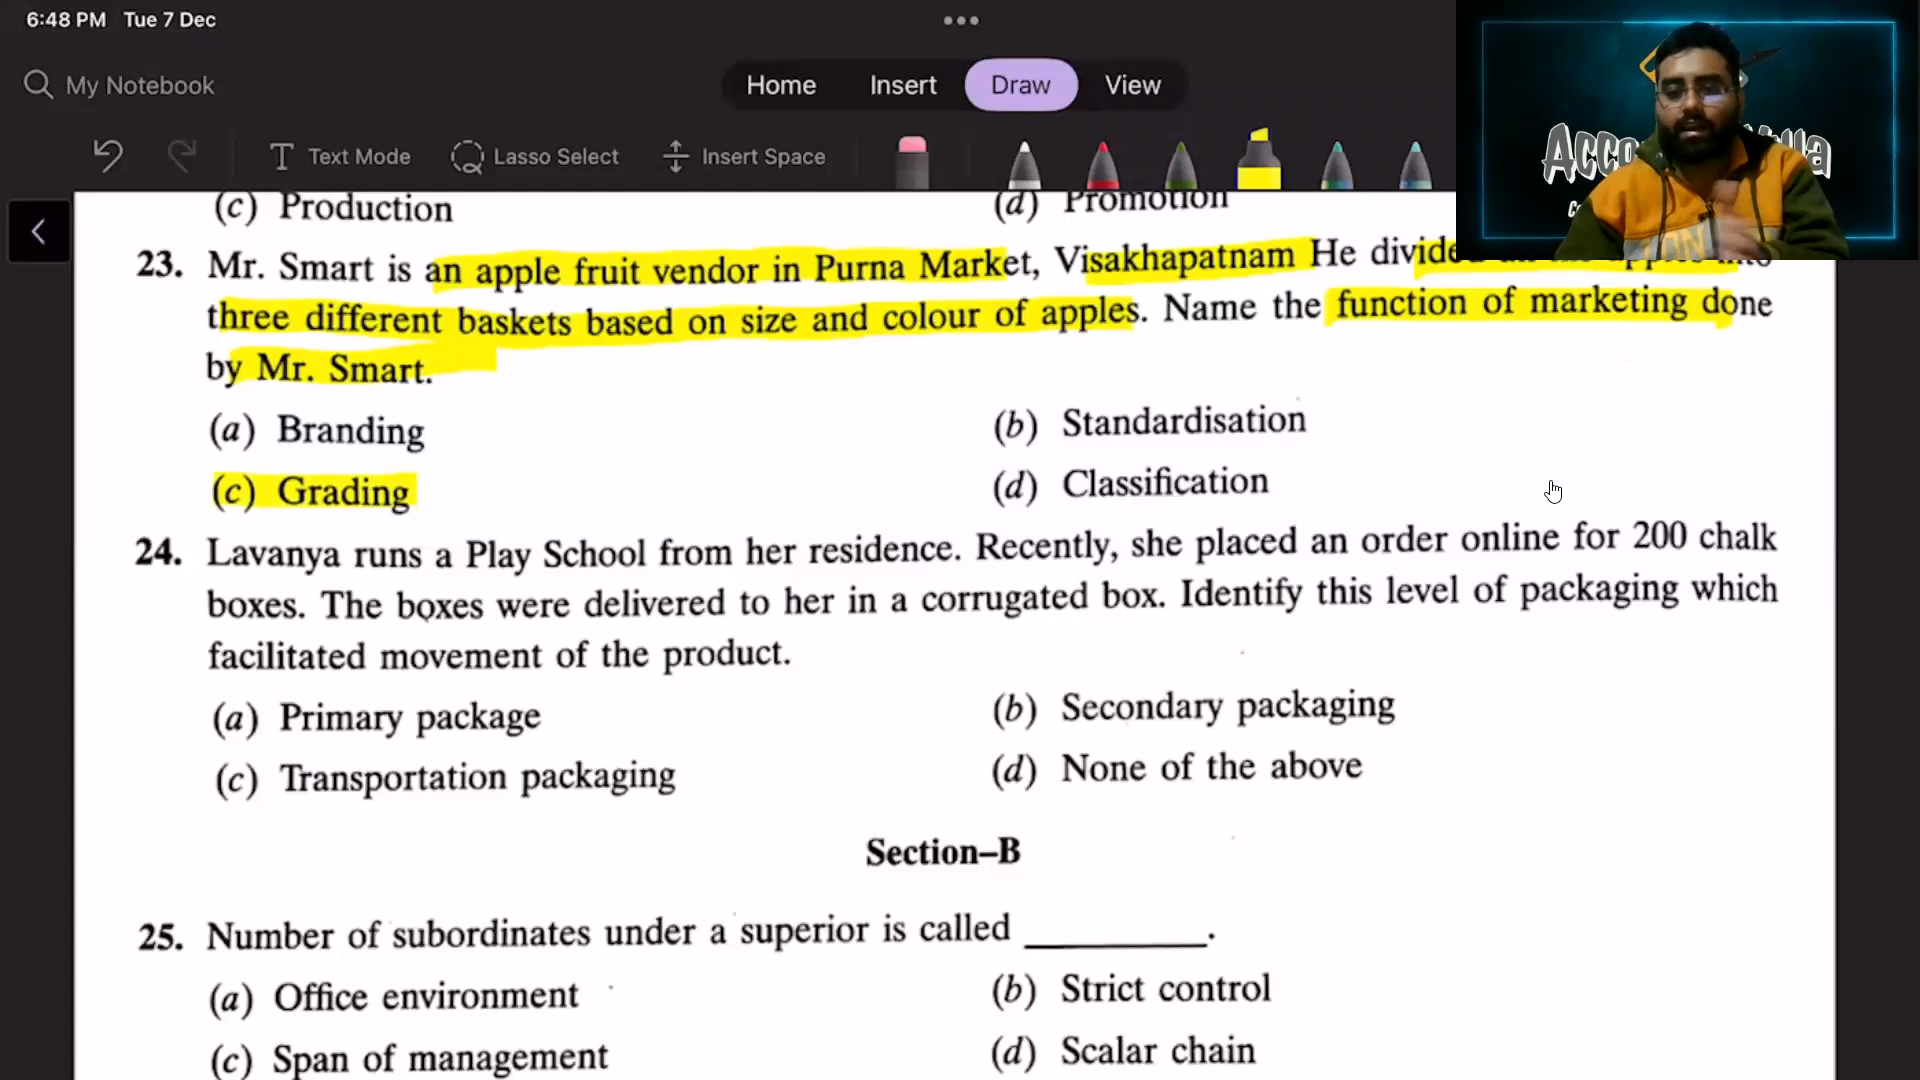 6:48 PM Tue 7 Dec
My Notebook
Home Insert Draw View
Text Mode Lasso Select Insert Space
(c) Production (d) Promotion
23. Mr. Smart is an apple fruit vendor in Purna Market, Visakhapatnam He
three different baskets based on size and colour of apples. Name the function of marketing done
by Mr. Smart.
(a) Branding (b) Standardisation
(c) Grading (d) Classification
24. Lavanya runs a Play School from her residence. Recently, she placed an order online for 200 chalk
boxes. The boxes were delivered to her in a corrugated box. Identify this level of packaging which
facilitated movement of the product.
(a) Primary package (b) Secondary packaging
(c) Transportation packaging (d) None of the above
Section–B
25. Number of subordinates under a superior is called __________.
(a) Office environment (b) Strict control
(c) Span of management (d) Scalar chain